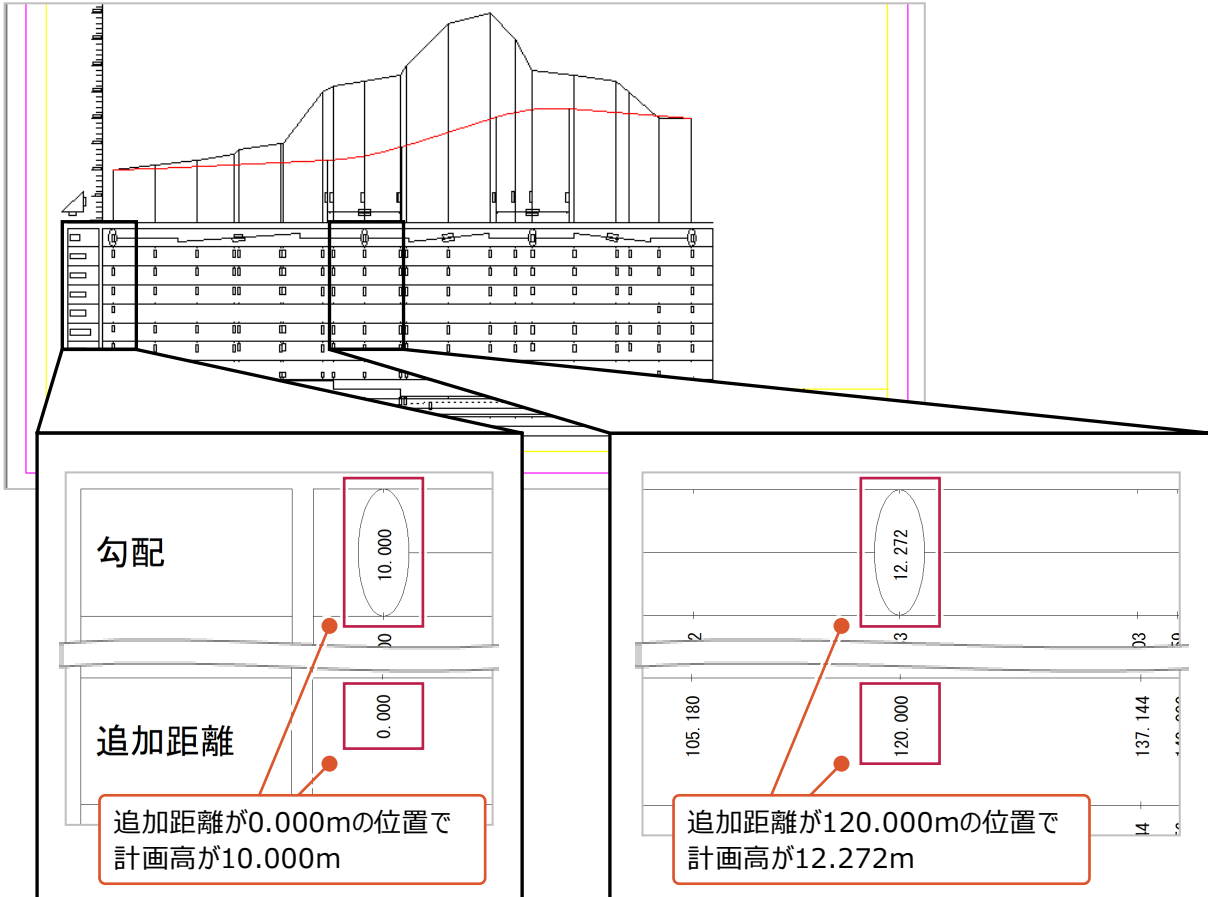 勾配
10.000
00
追加距離
0.000
追加距離が0.000mの位置で
計画高が10.000m
12.272
2
3
03
105.180
120.000
137.144
44
追加距離が120.000mの位置で
計画高が12.272m